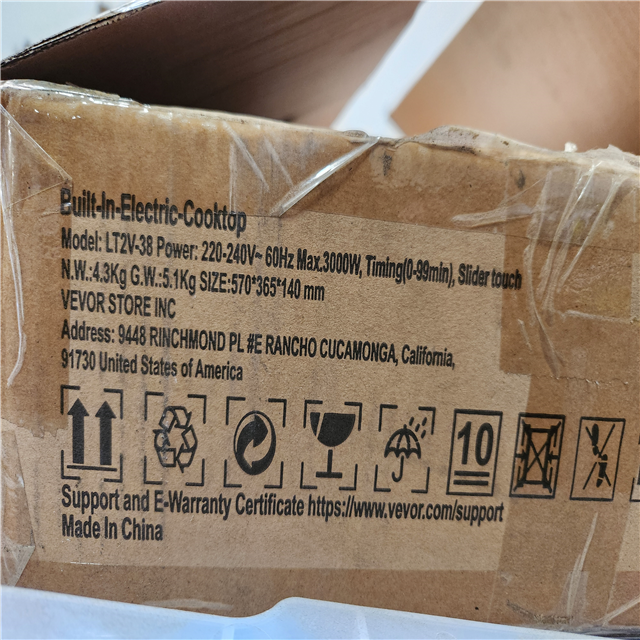 Built-In-Electric-Cooktop
Model: LT2V-38 Power: 220-240V~ 60Hz Max.3000W, Timing(0-99min), Slider touch
N.W.:4.3Kg G.W.:5.1Kg SIZE:570*365*140 mm
VEVOR STORE INC
Address: 9448 RINCHMOND PL #E RANCHO CUCAMONGA, California,
91730 United States of America
10
Support and E-Warranty Certificate https://www.vevor.com/support
Made In China